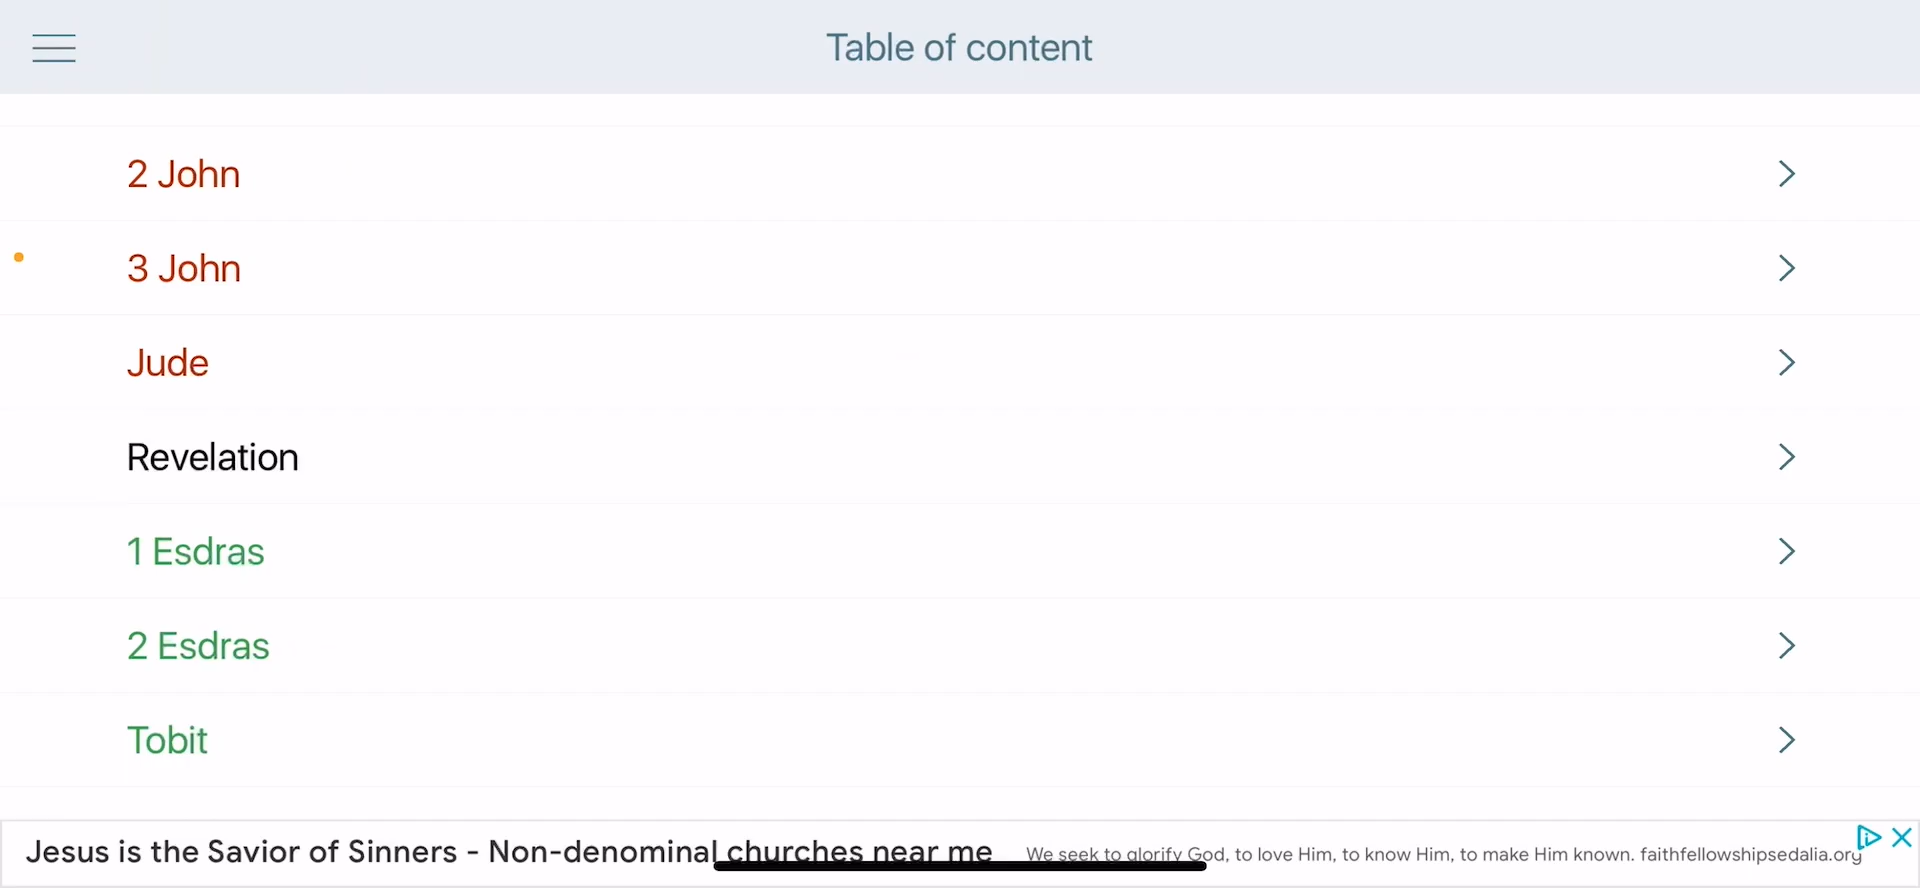 Table of content
2 John
3 John
Jude
Revelation
1 Esdras
2 Esdras
Tobit
Jesus is the Savior of Sinners - Non-denominal churches near me
We seek to glorify God, to love Him, to know Him, to make Him known. faithfellowshipsedalia.org